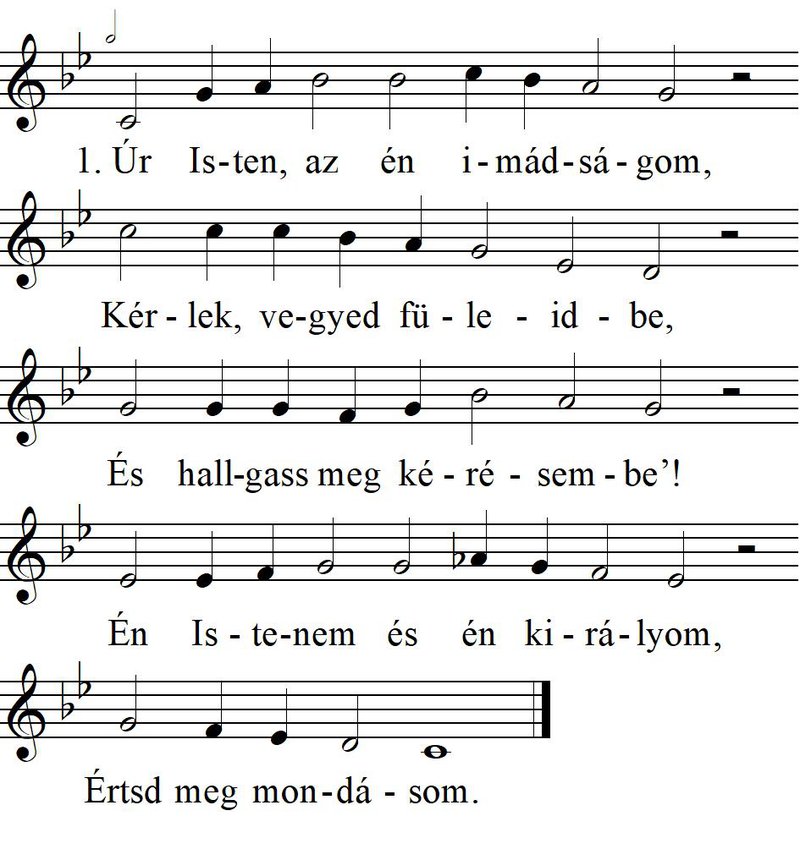 1. Úr Is-ten, az én i-mád-sá-gom,
Kér-lek, ve-gyed fü-le-id-be,
És hall-gass meg ké-ré-sem-be’!
Én Is-te-nem és én ki-rá-lyom,
Értsd meg mon-dá-som.